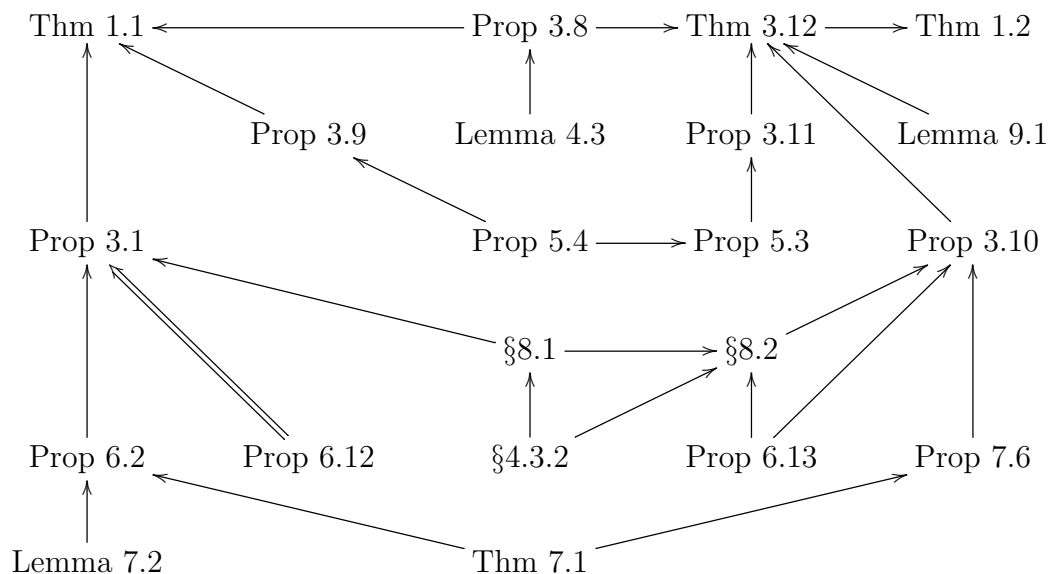 Thm 1.1 Prop 3.8 Thm 3.12 Thm 1.2
Prop 3.9 Lemma 4.3 Prop 3.11 Lemma 9.1
Prop 3.1 Prop 5.4 Prop 5.3 Prop 3.10
§8.1 §8.2
Prop 6.2 Prop 6.12 §4.3.2 Prop 6.13 Prop 7.6
Lemma 7.2 Thm 7.1